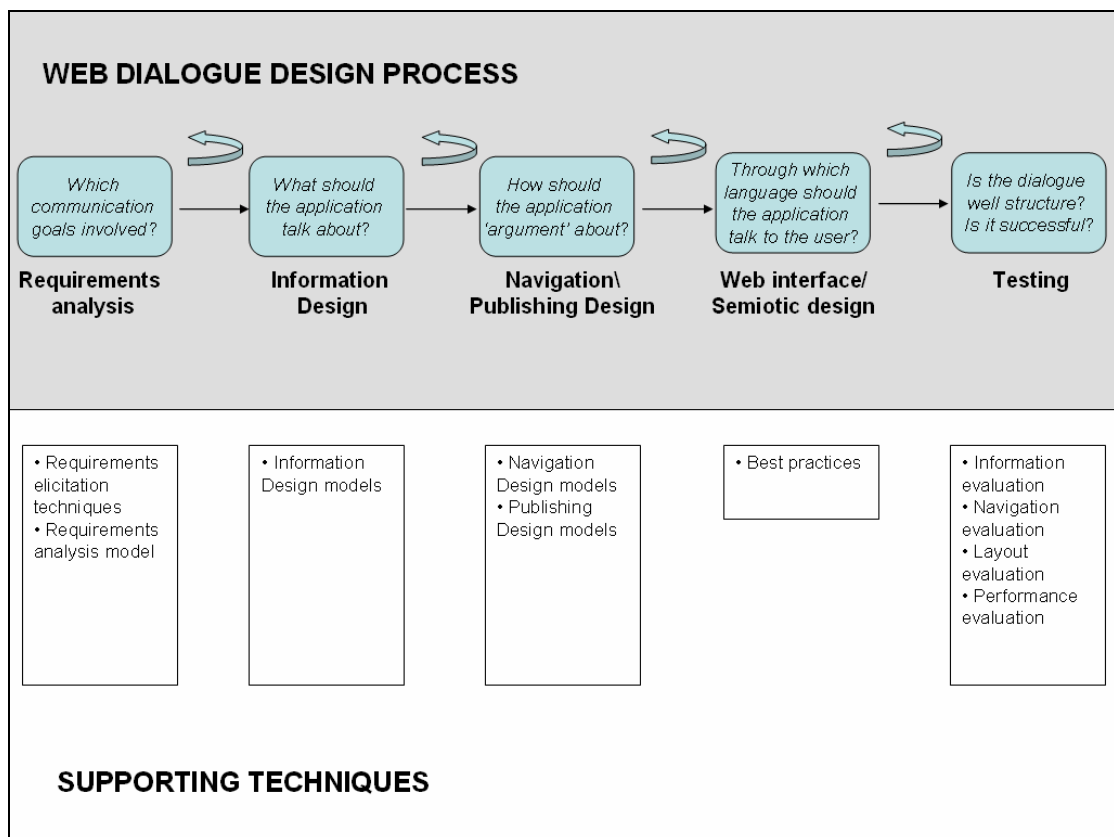 WEB DIALOGUE DESIGN PROCESS
Which
communication
goals involved?
Requirements
analysis
What should
the application
talk about?
Information
Design
How should
the application
‘argument’ about?
Navigation\
Publishing Design
Through which
language should
the application
talk to the user?
Web interface/
Semiotic design
Is the dialogue
well structure?
Is it successful?
Testing
• Requirements
elicitation
techniques
• Requirements
analysis model
• Information
Design models
• Navigation
Design models
• Publishing
Design models
• Best practices
• Information
evaluation
• Navigation
evaluation
• Layout
evaluation
• Performance
evaluation
SUPPORTING TECHNIQUES